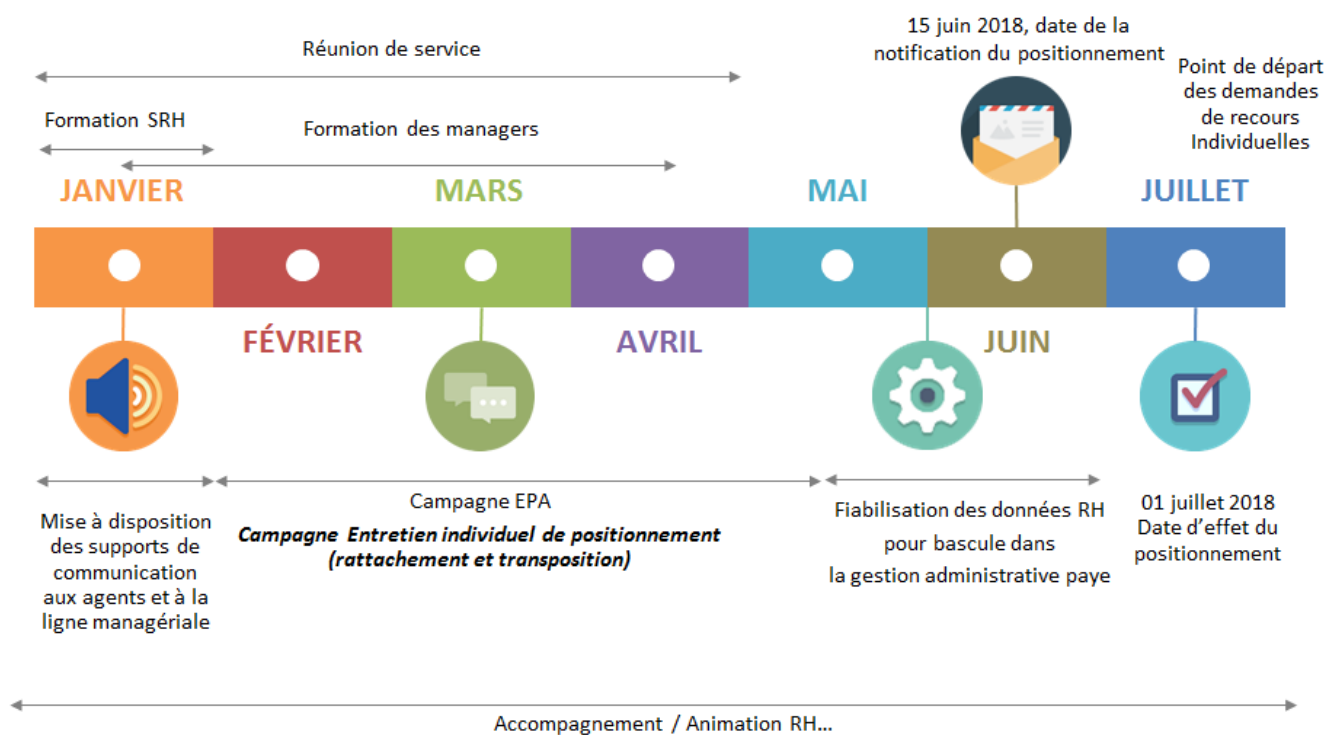 Réunion de service
15 juin 2018, date de la
notification du positionnement
Point de départ
des demandes
de recours
Individuelles
Formation SRH
Formation des managers
JANVIER
MARS
MAI
JUILLET
FÉVRIER
AVRIL
JUIN
Mise à disposition
des supports de
communication
aux agents et à la
ligne managériale
Campagne EPA
Campagne Entretien individuel de positionnement
(rattachement et transposition)
Fiabilisation des données RH
pour bascule dans
la gestion administrative paye
01 juillet 2018
Date d’effet du
positionnement
Accompagnement / Animation RH…